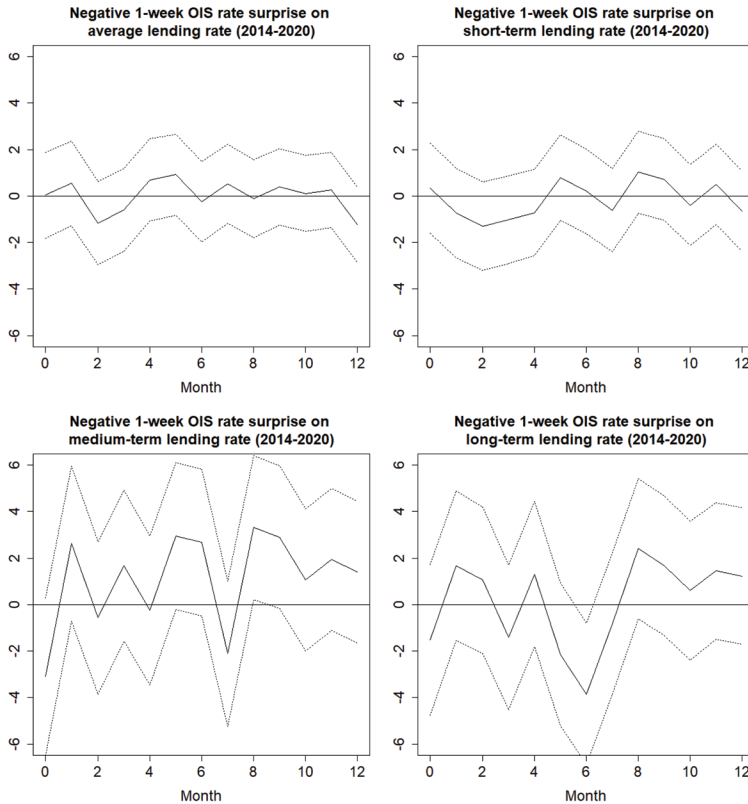 Negative 1-week OIS rate surprise on
average lending rate (2014-2020)
6
4
2
0
-2
-4
-6
0 2 4 6 8 10 12
Month
Negative 1-week OIS rate surprise on
short-term lending rate (2014-2020)
6
4
2
0
-2
-4
-6
0 2 4 6 8 10 12
Month
Negative 1-week OIS rate surprise on
medium-term lending rate (2014-2020)
6
4
2
0
-2
-4
-6
0 2 4 6 8 10 12
Month
Negative 1-week OIS rate surprise on
long-term lending rate (2014-2020)
6
4
2
0
-2
-4
-6
0 2 4 6 8 10 12
Month